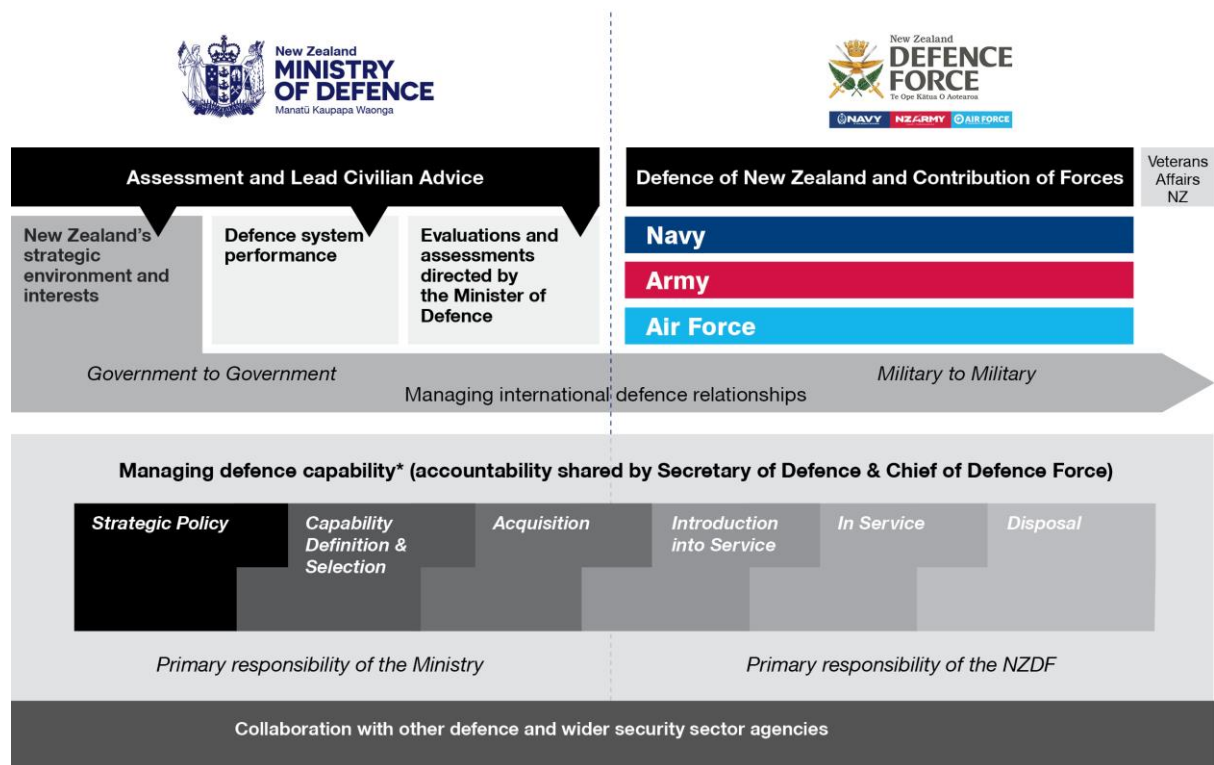 New Zealand
MINISTRY
OF DEFENCE
Manatū Kaupapa Waonga
New Zealand
DEFENCE
FORCE
Te Ope Kātua O Aotearoa
NAVY
NZARMY
AIR FORCE
Assessment and Lead Civilian Advice
Defence of New Zealand and Contribution of Forces
Veterans
Affairs
NZ
New Zealand’s
strategic
environment and
interests
Defence system
performance
Evaluations and
assessments
directed by
the Minister of
Defence
Navy
Army
Air Force
Government to Government
Military to Military
Managing international defence relationships
Managing defence capability* (accountability shared by Secretary of Defence & Chief of Defence Force)
Strategic Policy
Capability
Definition &
Selection
Acquisition
Introduction
into Service
In Service
Disposal
Primary responsibility of the Ministry
Primary responsibility of the NZDF
Collaboration with other defence and wider security sector agencies